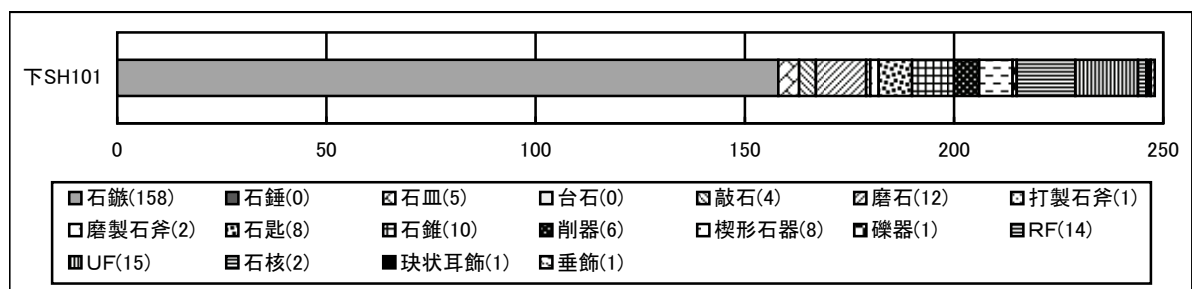 下SH101
0 50 100 150 200 250
石鏃(158) 石錘(0) 石皿(5) 台石(0) 敲石(4) 磨石(12) 打製石斧(1)
磨製石斧(2) 石匙(8) 石錐(10) 削器(6) 楔形石器(8) 礫器(1) RF(14)
UF(15) 石核(2) 玦状耳飾(1) 垂飾(1)